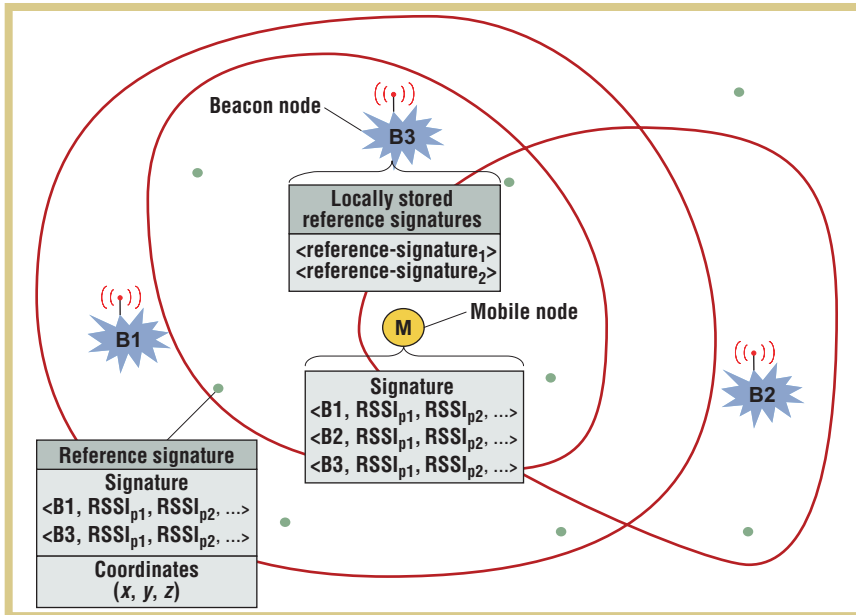 Beacon node
B3
Locally stored
reference signatures
<reference-signature₁>
<reference-signature₂>
B1
M
Mobile node
B2
Signature
<B1, RSSIp1, RSSIp2, ...>
<B2, RSSIp1, RSSIp2, ...>
<B3, RSSIp1, RSSIp2, ...>
Reference signature
Signature
<B1, RSSIp1, RSSIp2, ...>
<B3, RSSIp1, RSSIp2, ...>
Coordinates
(x, y, z)